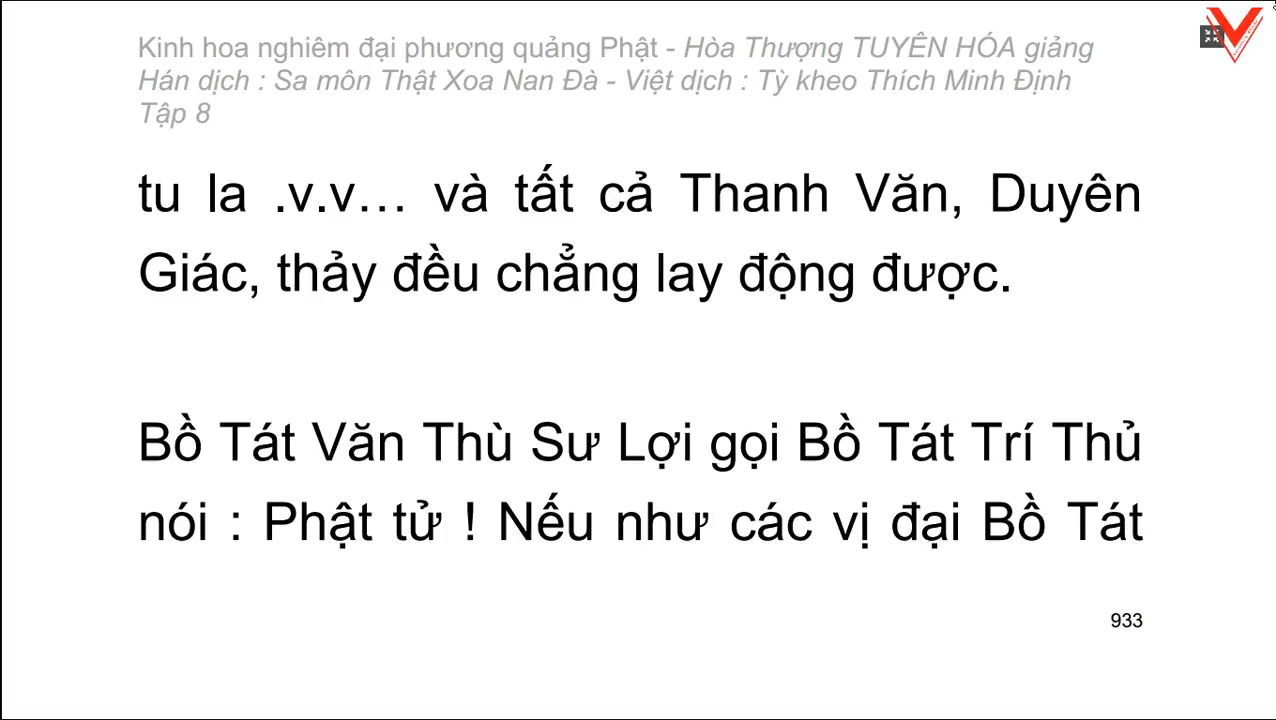 Kinh hoa nghiêm đại phương quảng Phật - Hòa Thượng TUYÊN HÓA giảng
Hán dịch : Sa môn Thật Xoa Nan Đà - Việt dịch : Tỳ kheo Thích Minh Định
Tập 8
tu la .v.v… và tất cả Thanh Văn, Duyên
Giác, thảy đều chẳng lay động được.
Bồ Tát Văn Thù Sư Lợi gọi Bồ Tát Trí Thủ
nói : Phật tử ! Nếu như các vị đại Bồ Tát
933